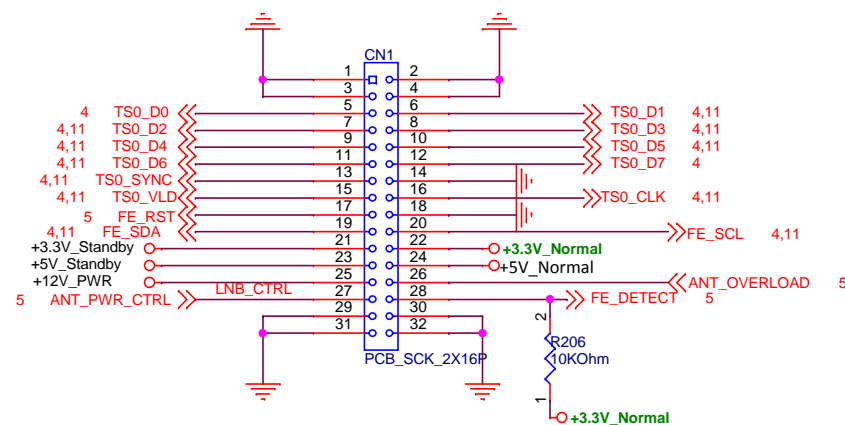 CN1
1 2
3 4
4 TS0_D0 5 6 TS0_D1 4,11
4,11 TS0_D2 7 8 TS0_D3 4,11
4,11 TS0_D4 9 10 TS0_D5 4,11
4,11 TS0_D6 11 12 TS0_D7 4
4,11 TS0_SYNC 13 14
4,11 TS0_VLD 15 16 TS0_CLK 4,11
5 FE_RST 17 18
4,11 FE_SDA 19 20 FE_SCL 4,11
+3.3V_Standby 21 22 +3.3V_Normal
+5V_Standby 23 24 +5V_Normal
+12V_PWR 25 26 ANT_OVERLOAD 5
5 ANT_PWR_CTRL LNB_CTRL 27 28 FE_DETECT 5
29 30
31 32
2
R206
PCB_SCK_2X16P 10KOhm
1
+3.3V_Normal